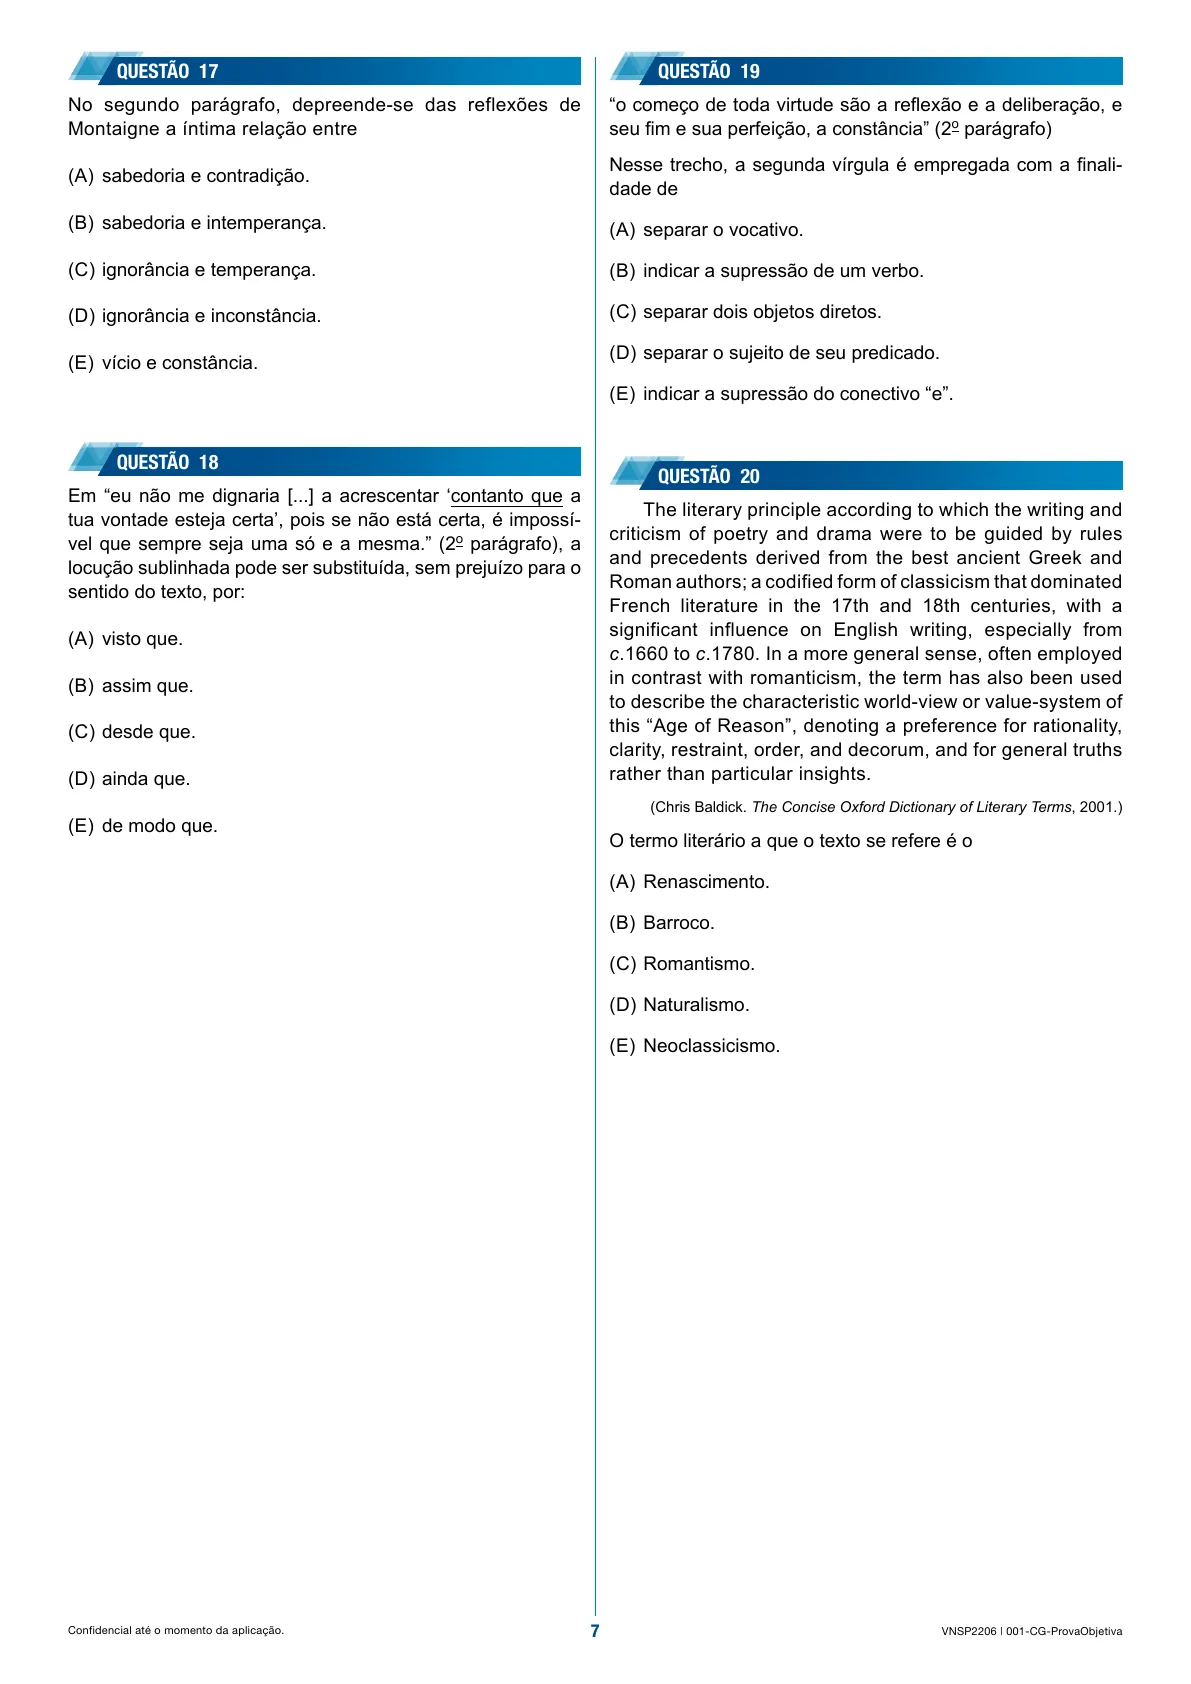 QUESTÃO 17
No segundo parágrafo, depreende-se das reflexões de
Montaigne a íntima relação entre
(A) sabedoria e contradição.
(B) sabedoria e intemperança.
(C) ignorância e temperança.
(D) ignorância e inconstância.
(E) vício e constância.
QUESTÃO 18
Em “eu não me dignaria [...] a acrescentar ‘contanto que a
tua vontade esteja certa’, pois se não está certa, é impossí-
vel que sempre seja uma só e a mesma.” (2º parágrafo), a
locução sublinhada pode ser substituída, sem prejuízo para o
sentido do texto, por:
(A) visto que.
(B) assim que.
(C) desde que.
(D) ainda que.
(E) de modo que.
QUESTÃO 19
“o começo de toda virtude são a reflexão e a deliberação, e
seu fim e sua perfeição, a constância” (2º parágrafo)
Nesse trecho, a segunda vírgula é empregada com a finali-
dade de
(A) separar o vocativo.
(B) indicar a supressão de um verbo.
(C) separar dois objetos diretos.
(D) separar o sujeito de seu predicado.
(E) indicar a supressão do conectivo “e”.
QUESTÃO 20
The literary principle according to which the writing and
criticism of poetry and drama were to be guided by rules
and precedents derived from the best ancient Greek and
Roman authors; a codified form of classicism that dominated
French literature in the 17th and 18th centuries, with a
significant influence on English writing, especially from
c.1660 to c.1780. In a more general sense, often employed
in contrast with romanticism, the term has also been used
to describe the characteristic world-view or value-system of
this “Age of Reason”, denoting a preference for rationality,
clarity, restraint, order, and decorum, and for general truths
rather than particular insights.
(Chris Baldick. The Concise Oxford Dictionary of Literary Terms, 2001.)
O termo literário a que o texto se refere é o
(A) Renascimento.
(B) Barroco.
(C) Romantismo.
(D) Naturalismo.
(E) Neoclassicismo.
Confidencial até o momento da aplicação.
7
VNSP2206 | 001-CG-ProvaObjetiva